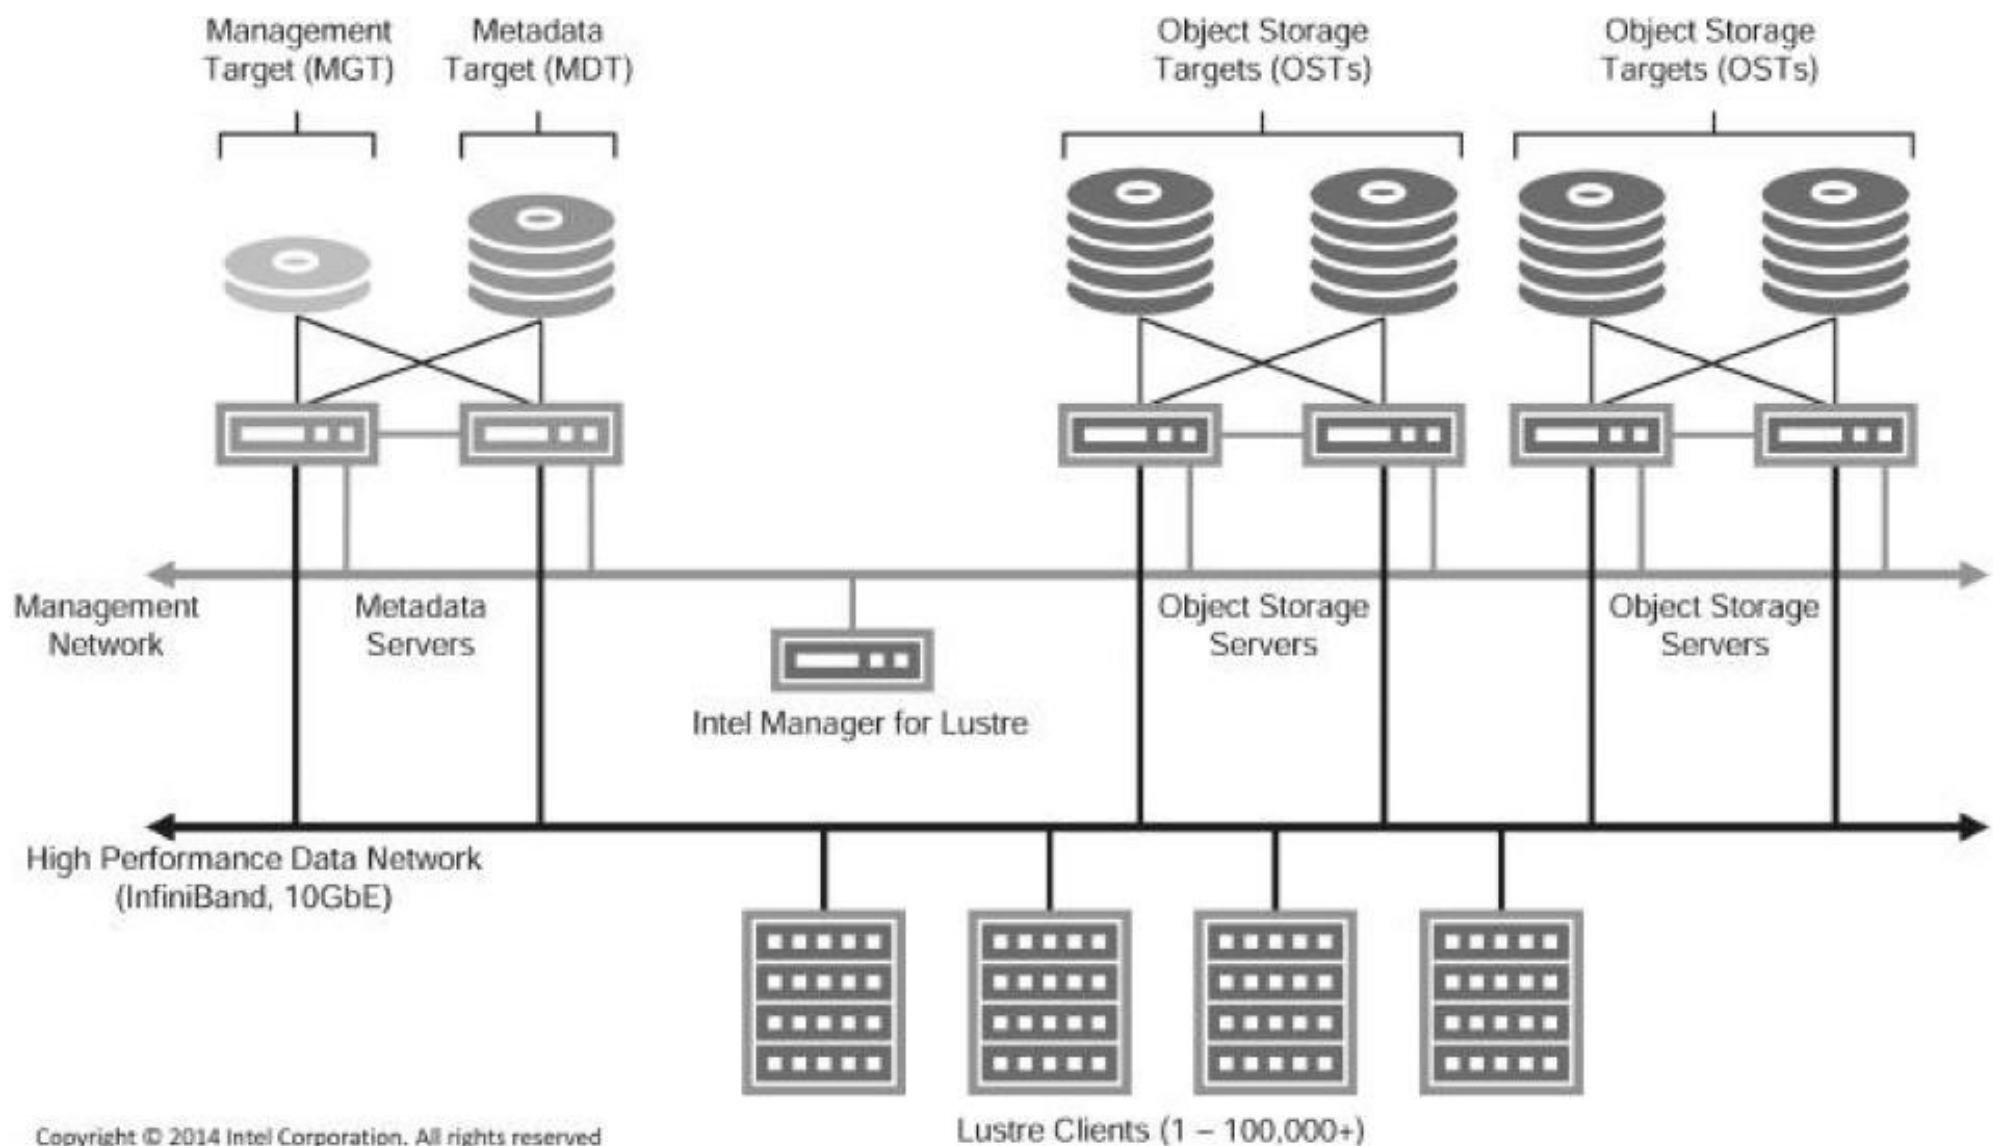 Management
Target (MGT)
Metadata
Target (MDT)
Object Storage
Targets (OSTs)
Object Storage
Targets (OSTs)
Management
Network
Metadada
Servers
Object Storage
Servers
Object Storage
Servers
Intel Manager for Lustre
High Performance Data Network
(InfiniBand, 10GbE)
Lustre Clients (1 – 100,000+)
Copyright © 2014 Intel Corporation. All rights reserved